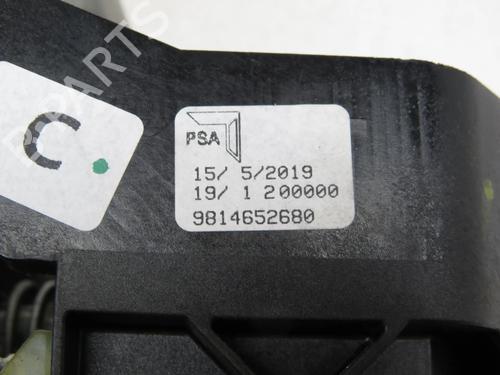 B-PARTS
C.
PSA
15/ 5/2019
19/ 1 200000
9814652680